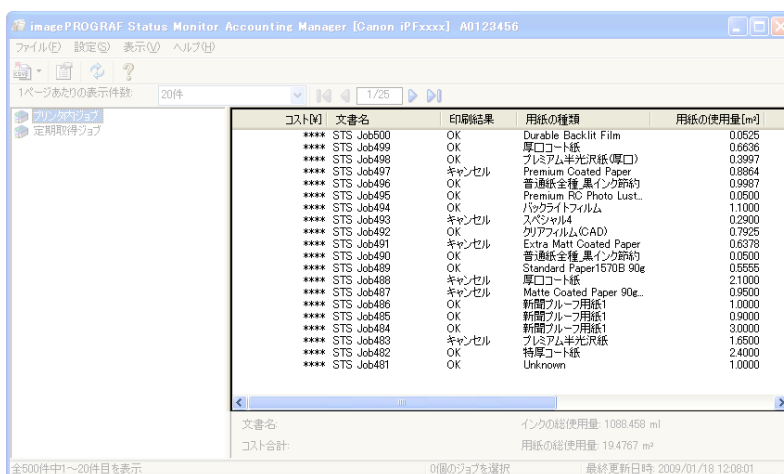 imagePROGRAF Status Monitor Accounting Manager [Canon iPFxxxx] A0123456
ファイル(F) 設定(S) 表示(V) ヘルプ(H)
1ページあたりの表示件数: 20件 1/25
プリンタ内ジョブ
定期取得ジョブ
コスト[¥] 文書名 印刷結果 用紙の種類 用紙の使用量[m²]
**** STS Job500 OK Durable Backlit Film 0.0525
**** STS Job499 OK 厚口コート紙 0.6636
**** STS Job498 OK プレミアム半光沢紙(厚口) 0.3997
**** STS Job497 キャンセル Premium Coated Paper 0.8864
**** STS Job496 OK 普通紙全種_黒インク節約 0.9987
**** STS Job495 OK Premium RC Photo Lust... 0.0500
**** STS Job494 OK バックライトフィルム 1.1000
**** STS Job493 キャンセル スペシャル4 0.2900
**** STS Job492 OK クリアフィルム(CAD) 0.7925
**** STS Job491 キャンセル Extra Matt Coated Paper 0.6378
**** STS Job490 OK 普通紙全種_黒インク節約 0.0500
**** STS Job489 OK Standard Paper1570B 90g 0.5555
**** STS Job488 キャンセル 厚口コート紙 2.1000
**** STS Job487 キャンセル Matte Coated Paper 90g... 0.9500
**** STS Job486 OK 新聞プルーフ用紙1 1.0000
**** STS Job485 OK 新聞プルーフ用紙1 0.9000
**** STS Job484 OK 新聞プルーフ用紙1 3.0000
**** STS Job483 キャンセル プレミアム半光沢紙 1.6500
**** STS Job482 OK 特厚コート紙 2.4000
**** STS Job481 OK Unknown 1.0000
文書名: インクの総使用量: 1088.458 ml
コスト合計: 用紙の総使用量: 19.4767 m²
全500件中1～20件目を表示 0個のジョブを選択 最終更新日時: 2009/01/18 12:08:01